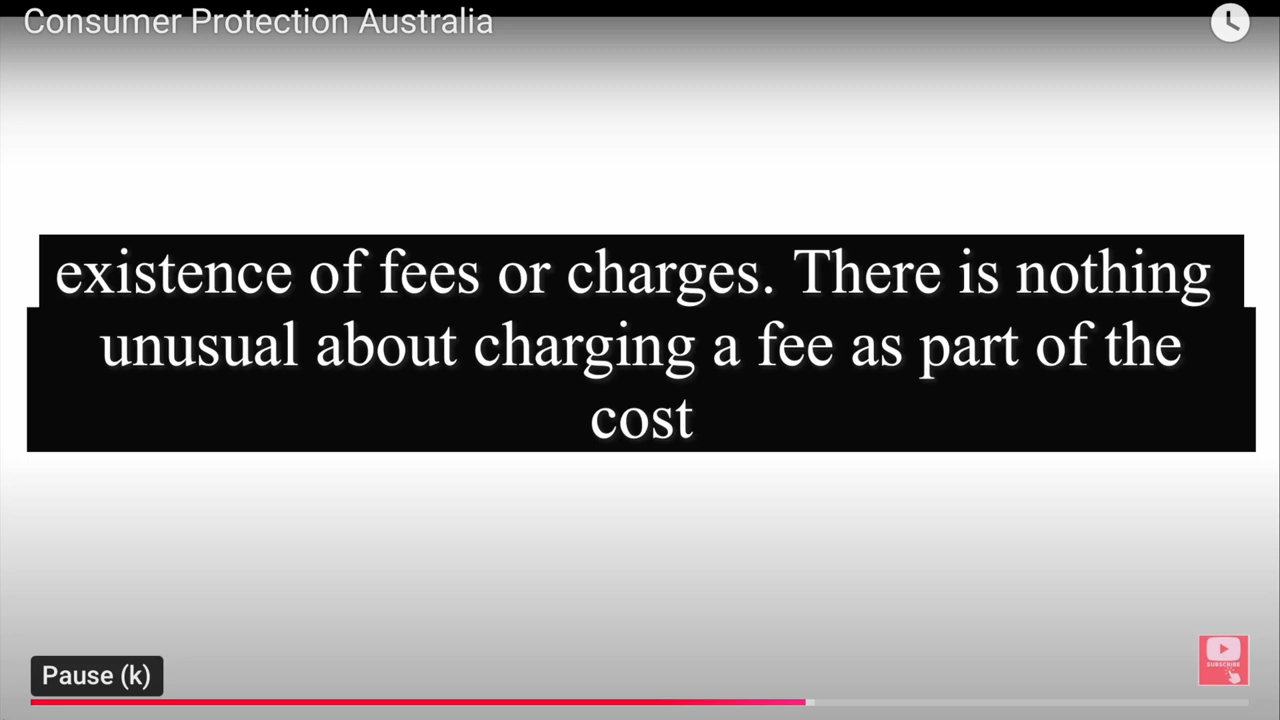 Consumer Protection Australia
existence of fees or charges. There is nothing
unusual about charging a fee as part of the
cost
SUBSCRIBE
Pause (k)